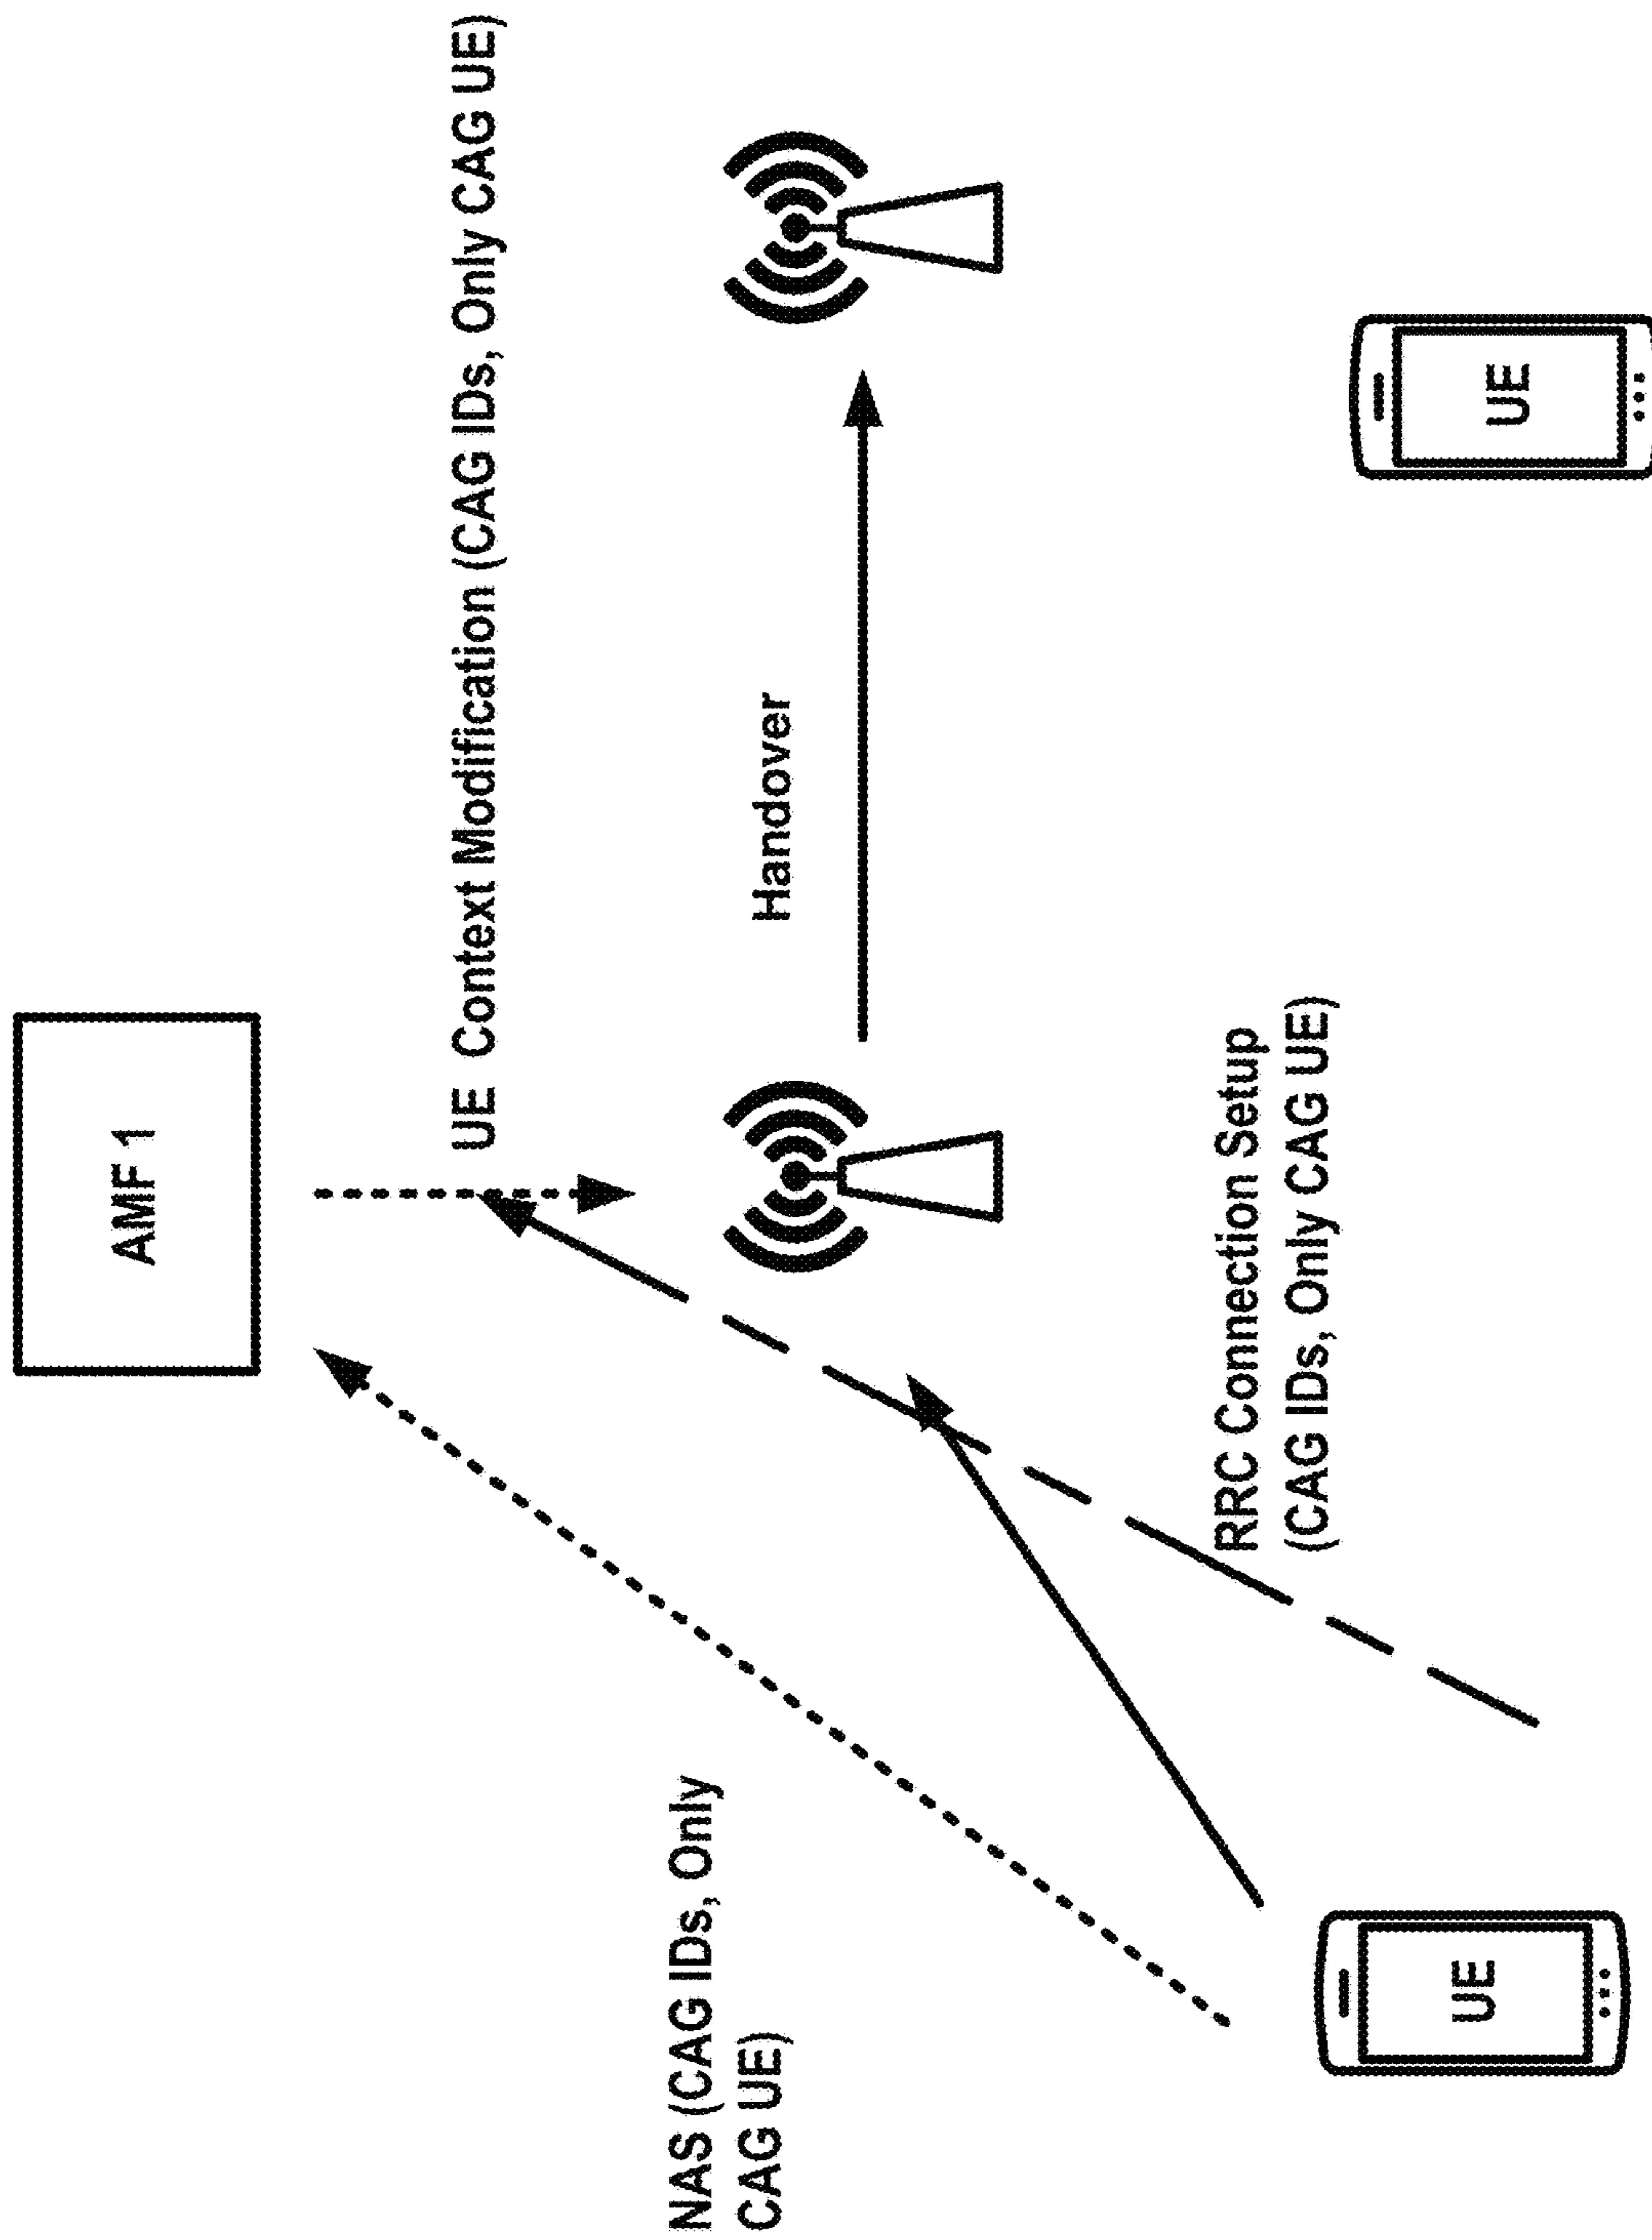 AMF 1
UE Context Modification (CAG IDs, Only CAG UE)
NAS (CAG IDs, Only
CAG UE)
Handover
RRC Connection Setup
(CAG IDs, Only CAG UE)
UE
UE